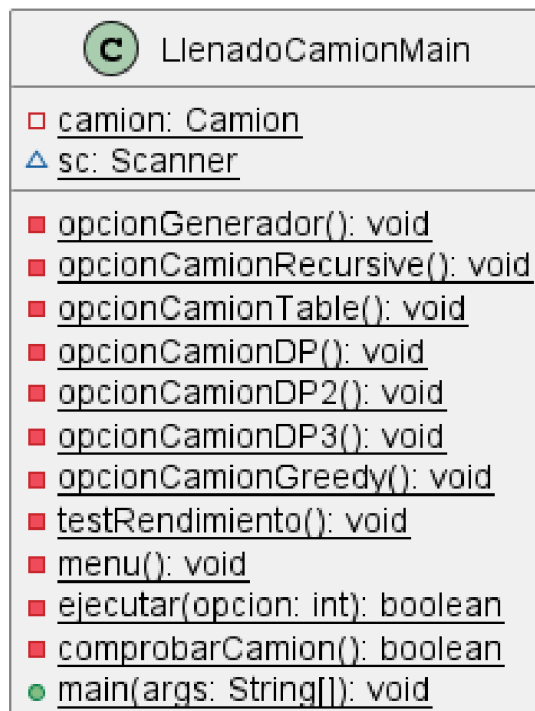 C LlenadoCamionMain
camion: Camion
sc: Scanner
opcionGenerador(): void
opcionCamionRecursive(): void
opcionCamionTable(): void
opcionCamionDP(): void
opcionCamionDP2(): void
opcionCamionDP3(): void
opcionCamionGreedy(): void
testRendimiento(): void
menu(): void
ejecutar(opcion: int): boolean
comprobarCamion(): boolean
main(args: String[]): void